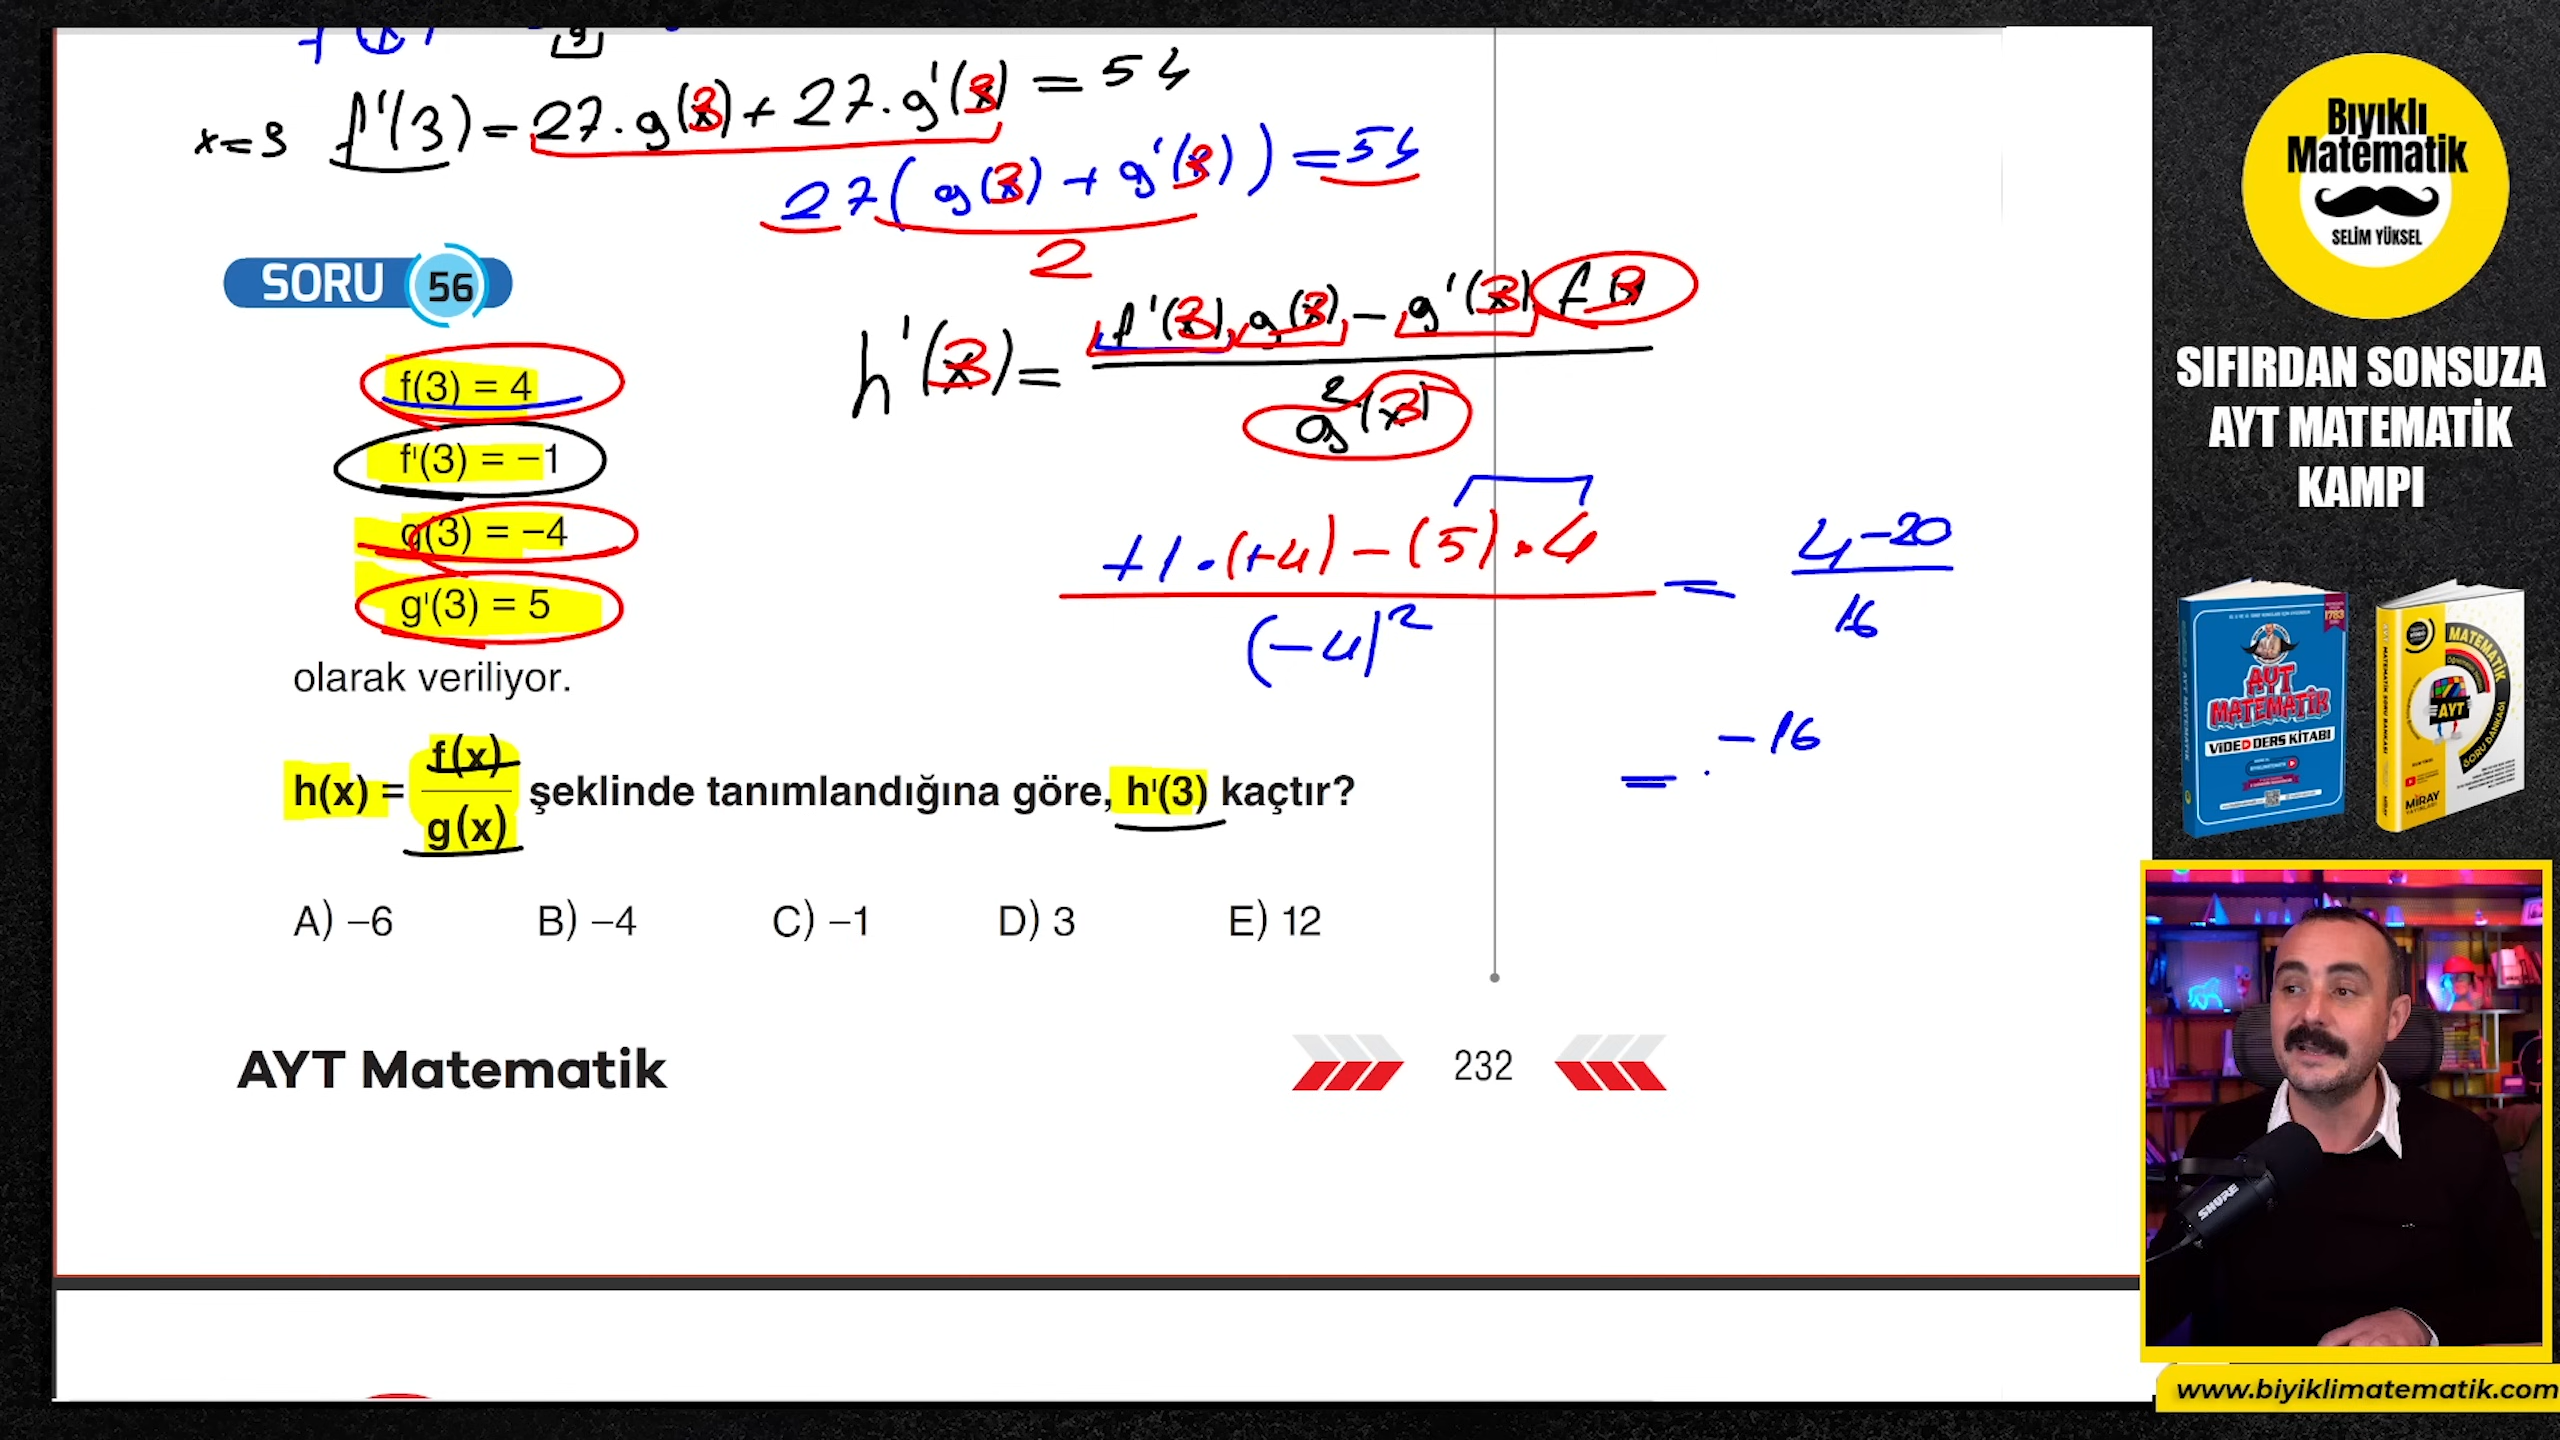 x=3 f'(3) = 27.g(3) + 27.g'(3) = 54
27(g(3) + g'(3)) = 54
2
SORU 56
f(3) = 4
f'(3) = −1
g(3) = −4
g'(3) = 5
olarak veriliyor.
h(x) = f(x) / g(x) şeklinde tanımlandığına göre, h'(3) kaçtır?
A) −6 B) −4 C) −1 D) 3 E) 12
h'(3) = f'(3).g(3) − g'(3).f(3)
g²(3)
+1.(+4) − (5).4 = 4−20
(−4)² 16
= −16
AYT Matematik
232
Bıyıklı
Matematik
SELİM YÜKSEL
SIFIRDAN SONSUZA
AYT MATEMATİK
KAMPI
AYT
MATEMATİK
VİDEO DERS KİTABI
MATEMATİK
AYT
SORU BANKASI
MİRAY
SHURE
www.biyiklimatematik.com